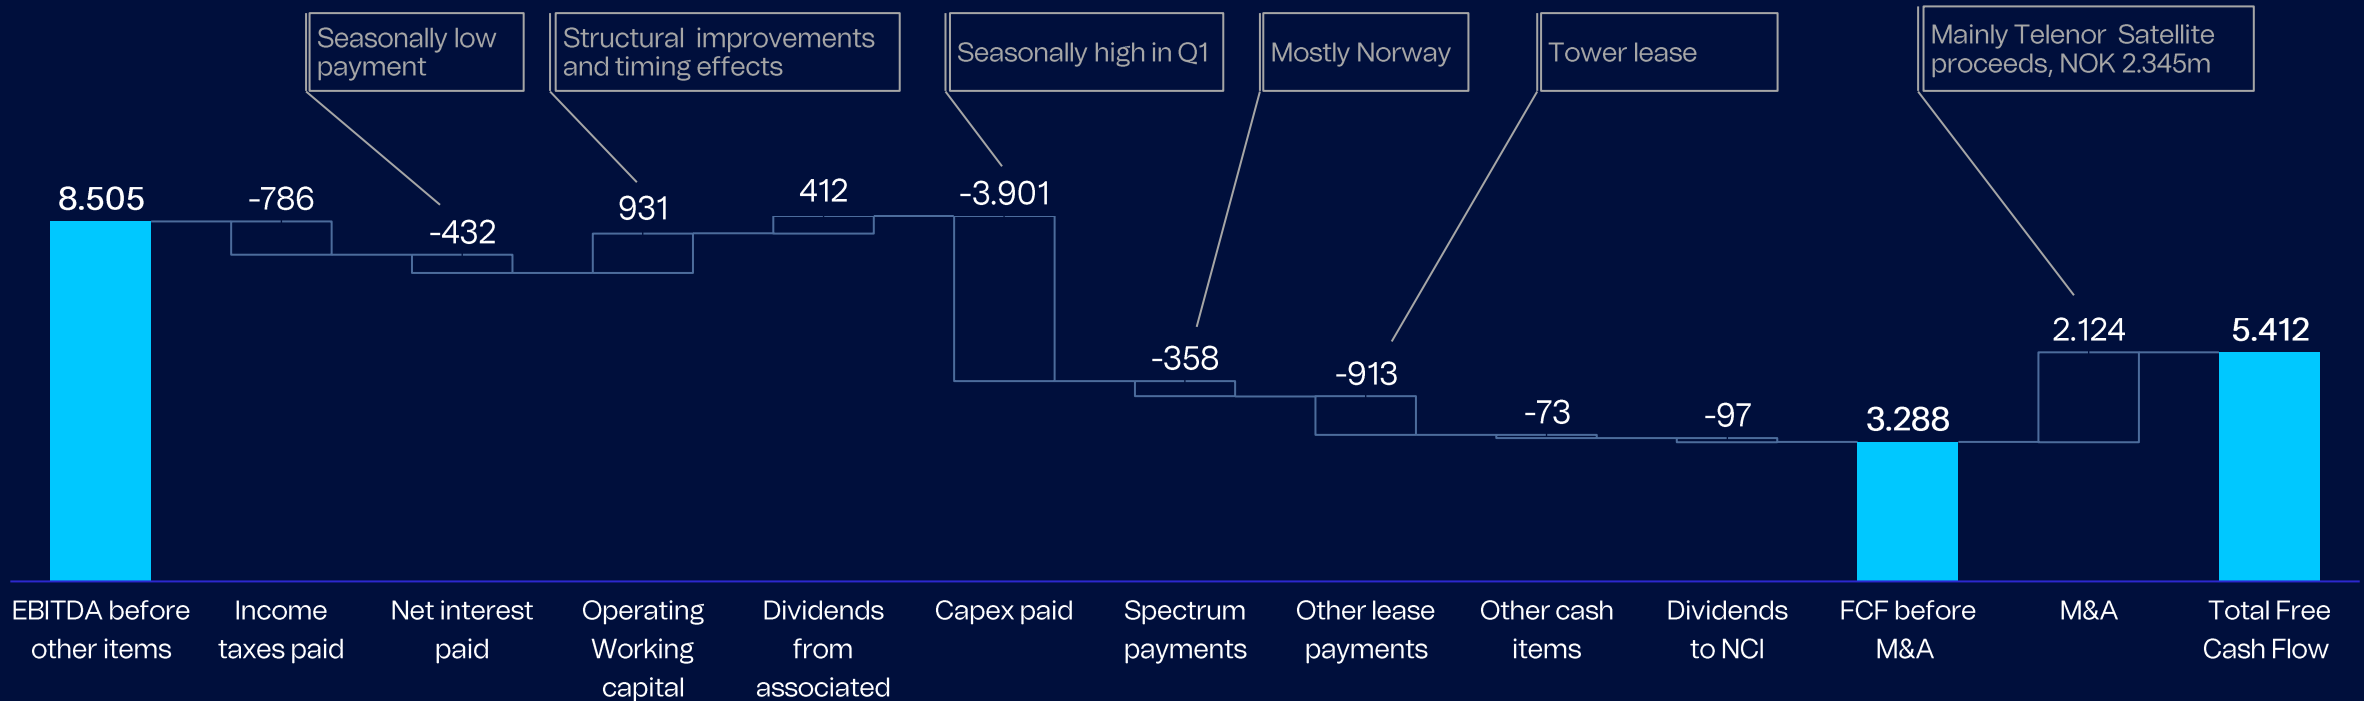 Seasonally low
payment
Structural improvements
and timing effects
Seasonally high in Q1
Mostly Norway
Tower lease
Mainly Telenor Satellite
proceeds, NOK 2.345m
8.505
-786
-432
931
412
-3.901
-358
-913
-73
-97
3.288
2.124
5.412
EBITDA before
other items
Income
taxes paid
Net interest
paid
Operating
Working
capital
Dividends
from
associated
Capex paid
Spectrum
payments
Other lease
payments
Other cash
items
Dividends
to NCI
FCF before
M&A
M&A
Total Free
Cash Flow